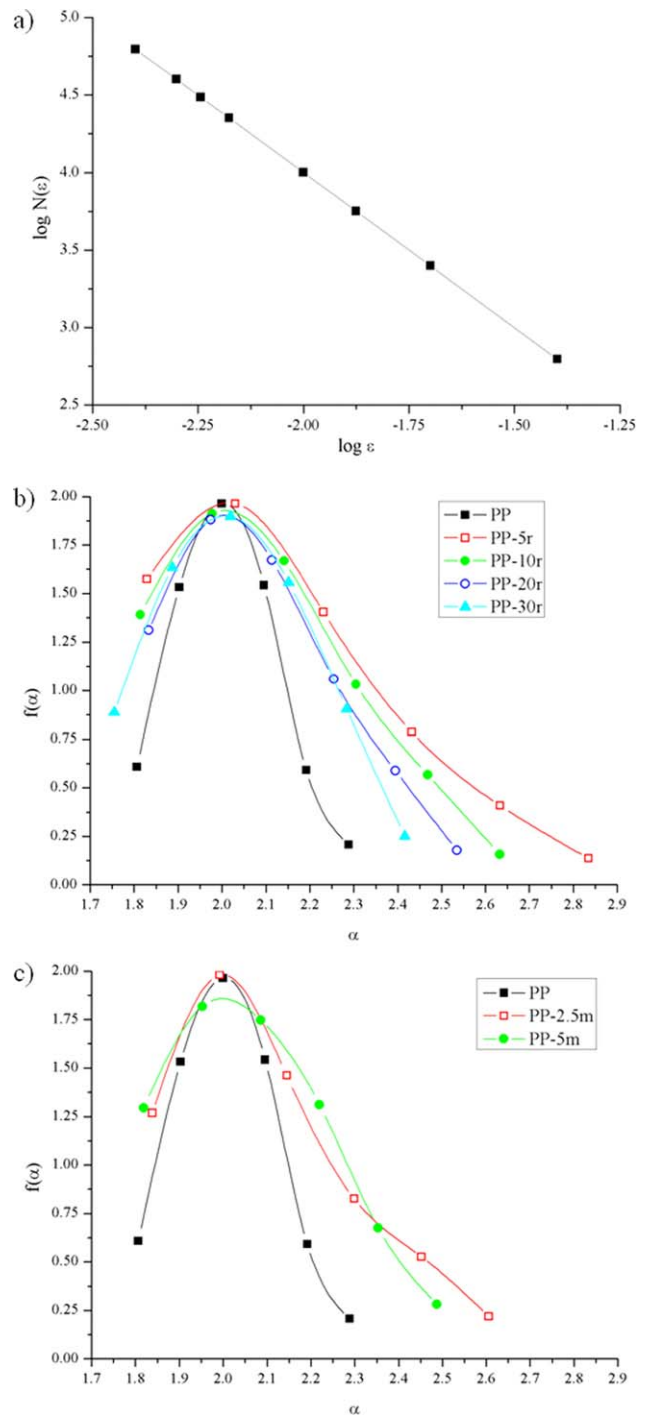 a)
5.0
4.5
4.0
3.5
3.0
2.5
log N(ε)
-2.50 -2.25 -2.00 -1.75 -1.50 -1.25
log ε
b)
2.00
1.75
1.50
1.25
1.00
0.75
0.50
0.25
0.00
f(α)
PP
PP-5r
PP-10r
PP-20r
PP-30r
1.7 1.8 1.9 2.0 2.1 2.2 2.3 2.4 2.5 2.6 2.7 2.8 2.9
α
c)
2.00
1.75
1.50
1.25
1.00
0.75
0.50
0.25
0.00
f(α)
PP
PP-2.5m
PP-5m
1.7 1.8 1.9 2.0 2.1 2.2 2.3 2.4 2.5 2.6 2.7 2.8 2.9
α